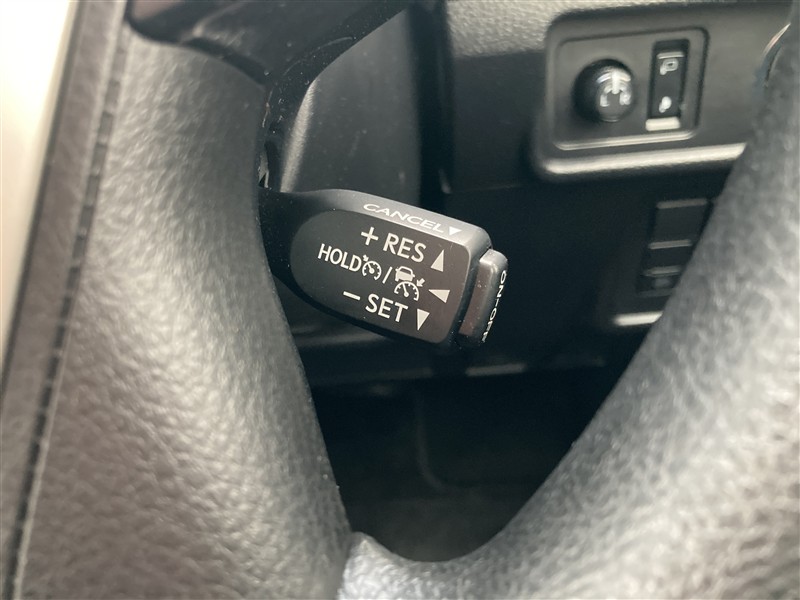 L R
CANCEL▼
+ RES ▲
HOLD / ◀
− SET ▼
ON-OFF